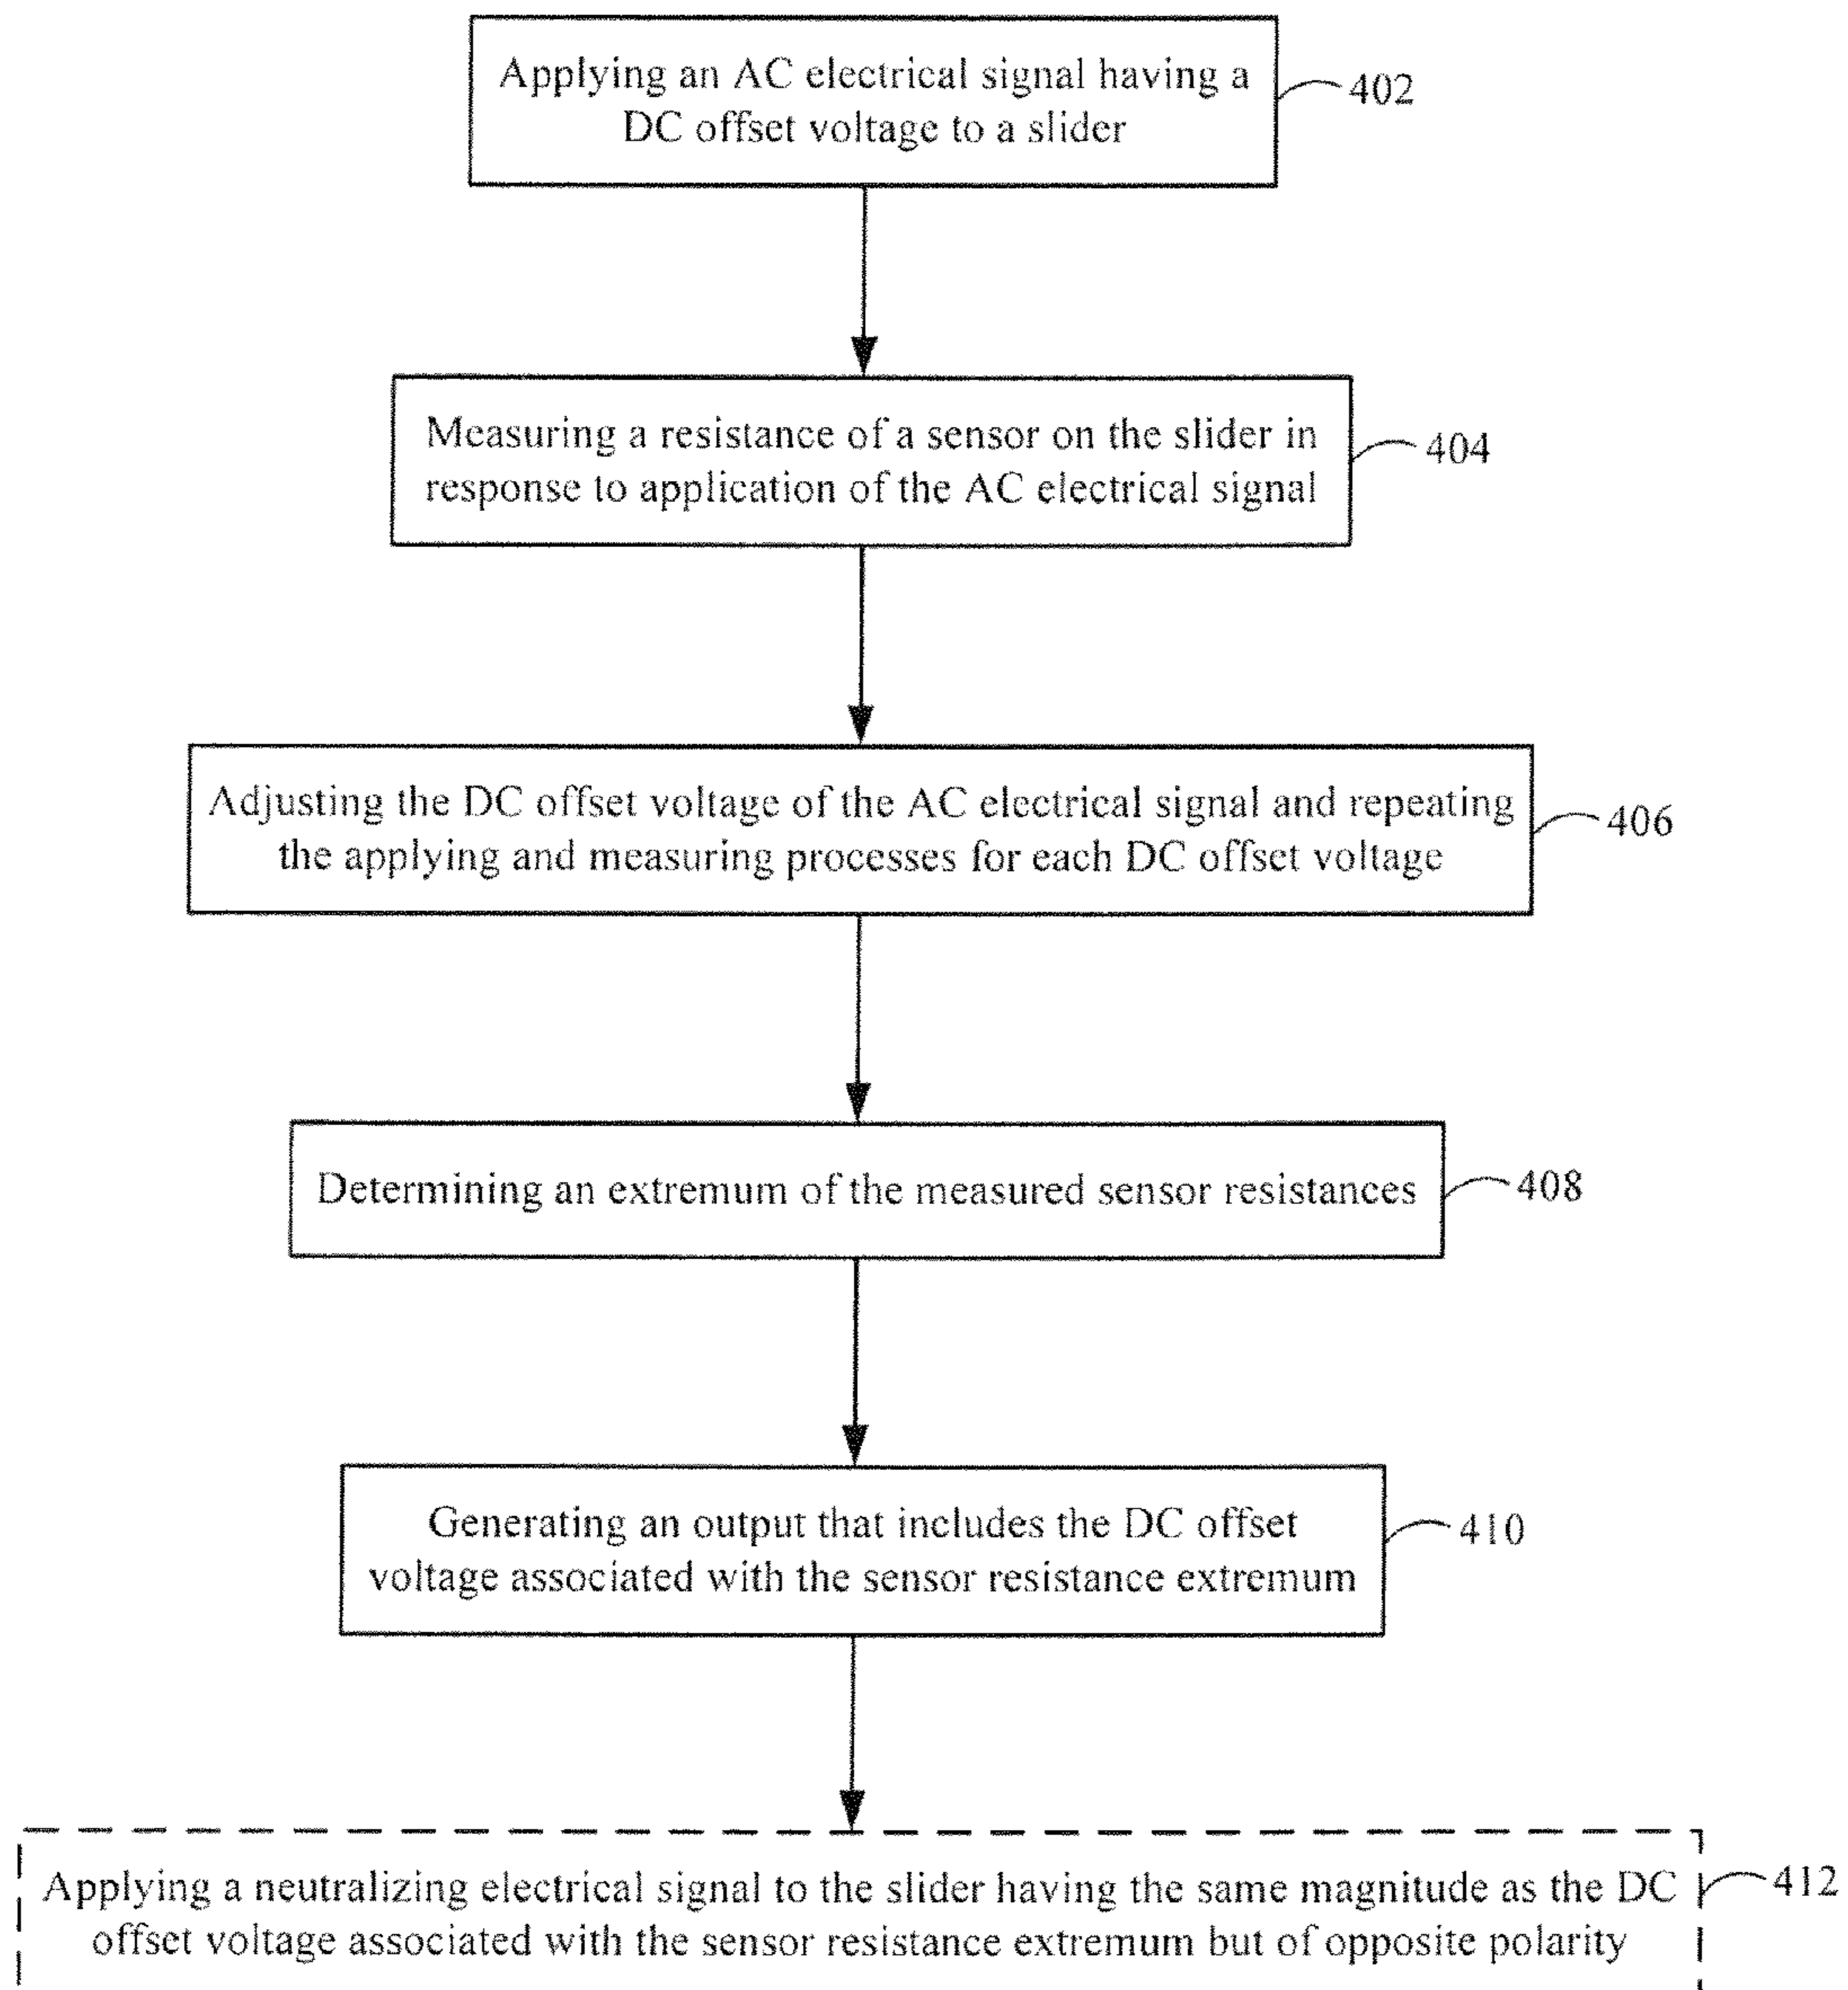 Applying an AC electrical signal having a
DC offset voltage to a slider
402
Measuring a resistance of a sensor on the slider in
response to application of the AC electrical signal
404
Adjusting the DC offset voltage of the AC electrical signal and repeating
the applying and measuring processes for each DC offset voltage
406
Determining an extremum of the measured sensor resistances
408
Generating an output that includes the DC offset
voltage associated with the sensor resistance extremum
410
Applying a neutralizing electrical signal to the slider having the same magnitude as the DC
offset voltage associated with the sensor resistance extremum but of opposite polarity
412